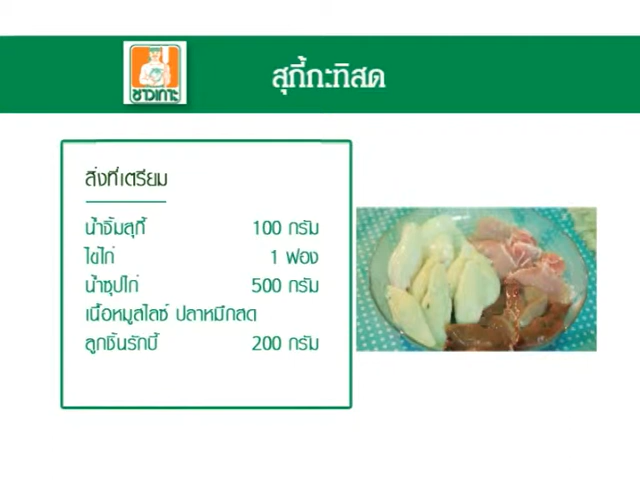 ชาวเกาะ
สุกี้กะทิสด
สิ่งที่เตรียม
น้ำจิ้มสุกี้ 100 กรัม
ไข่ไก่ 1 ฟอง
น้ำซุปไก่ 500 กรัม
เนื้อหมูสไลซ์ ปลาหมึกสด
ลูกชิ้นรักบี้ 200 กรัม